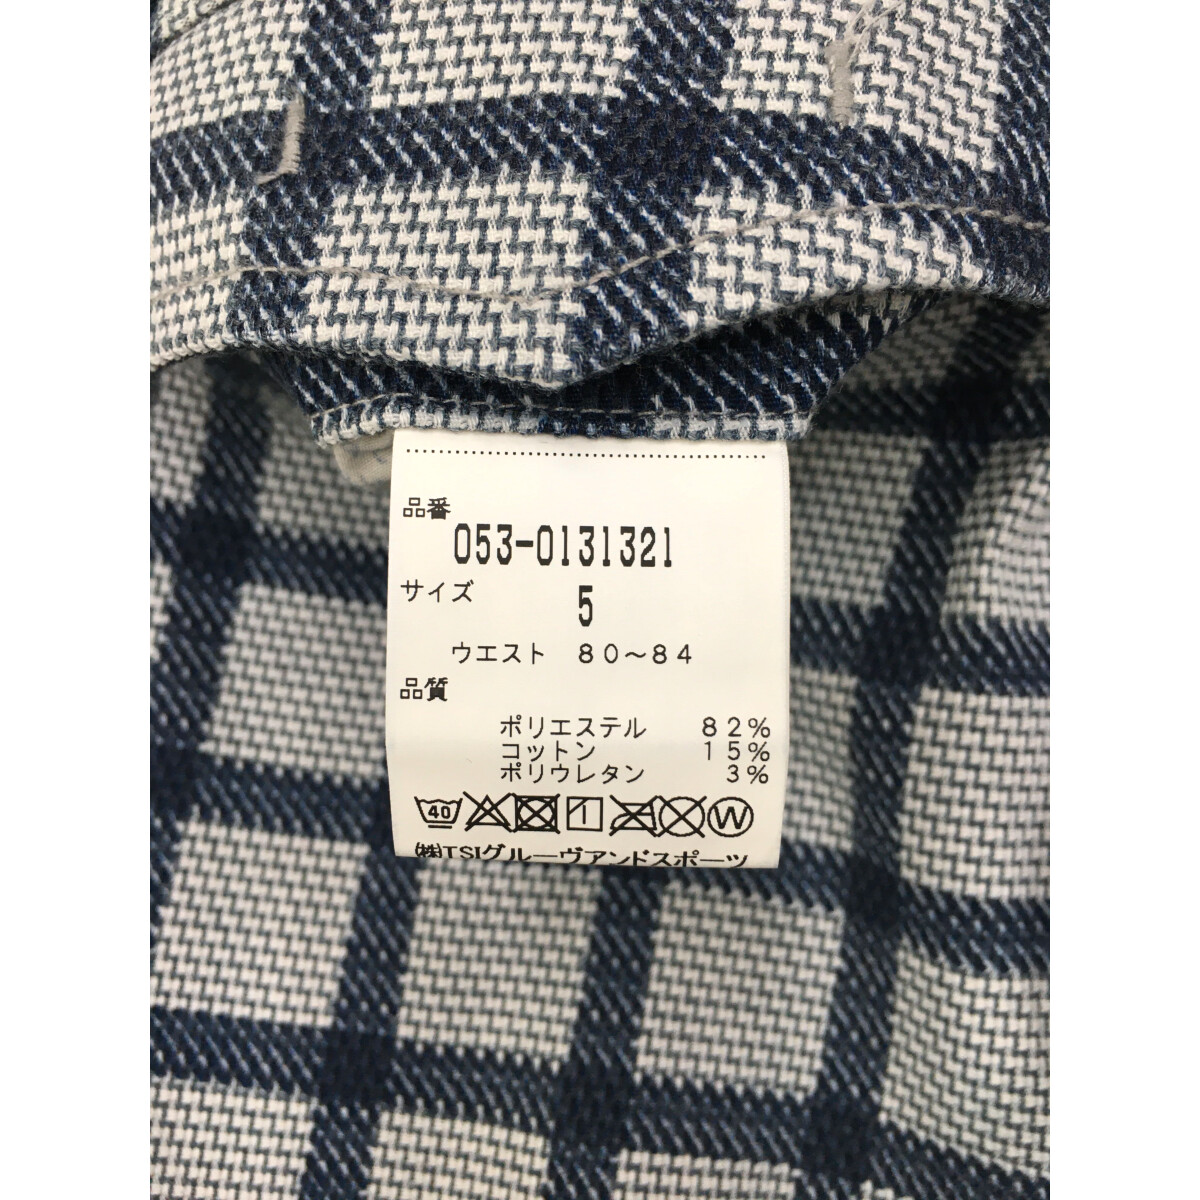 品番
053-0131321
サイズ
5
ウエスト 80~84
品質
ポリエステル 82%
コットン 15%
ポリウレタン 3%
40 W
㈱TSIグルーヴアンドスポーツ